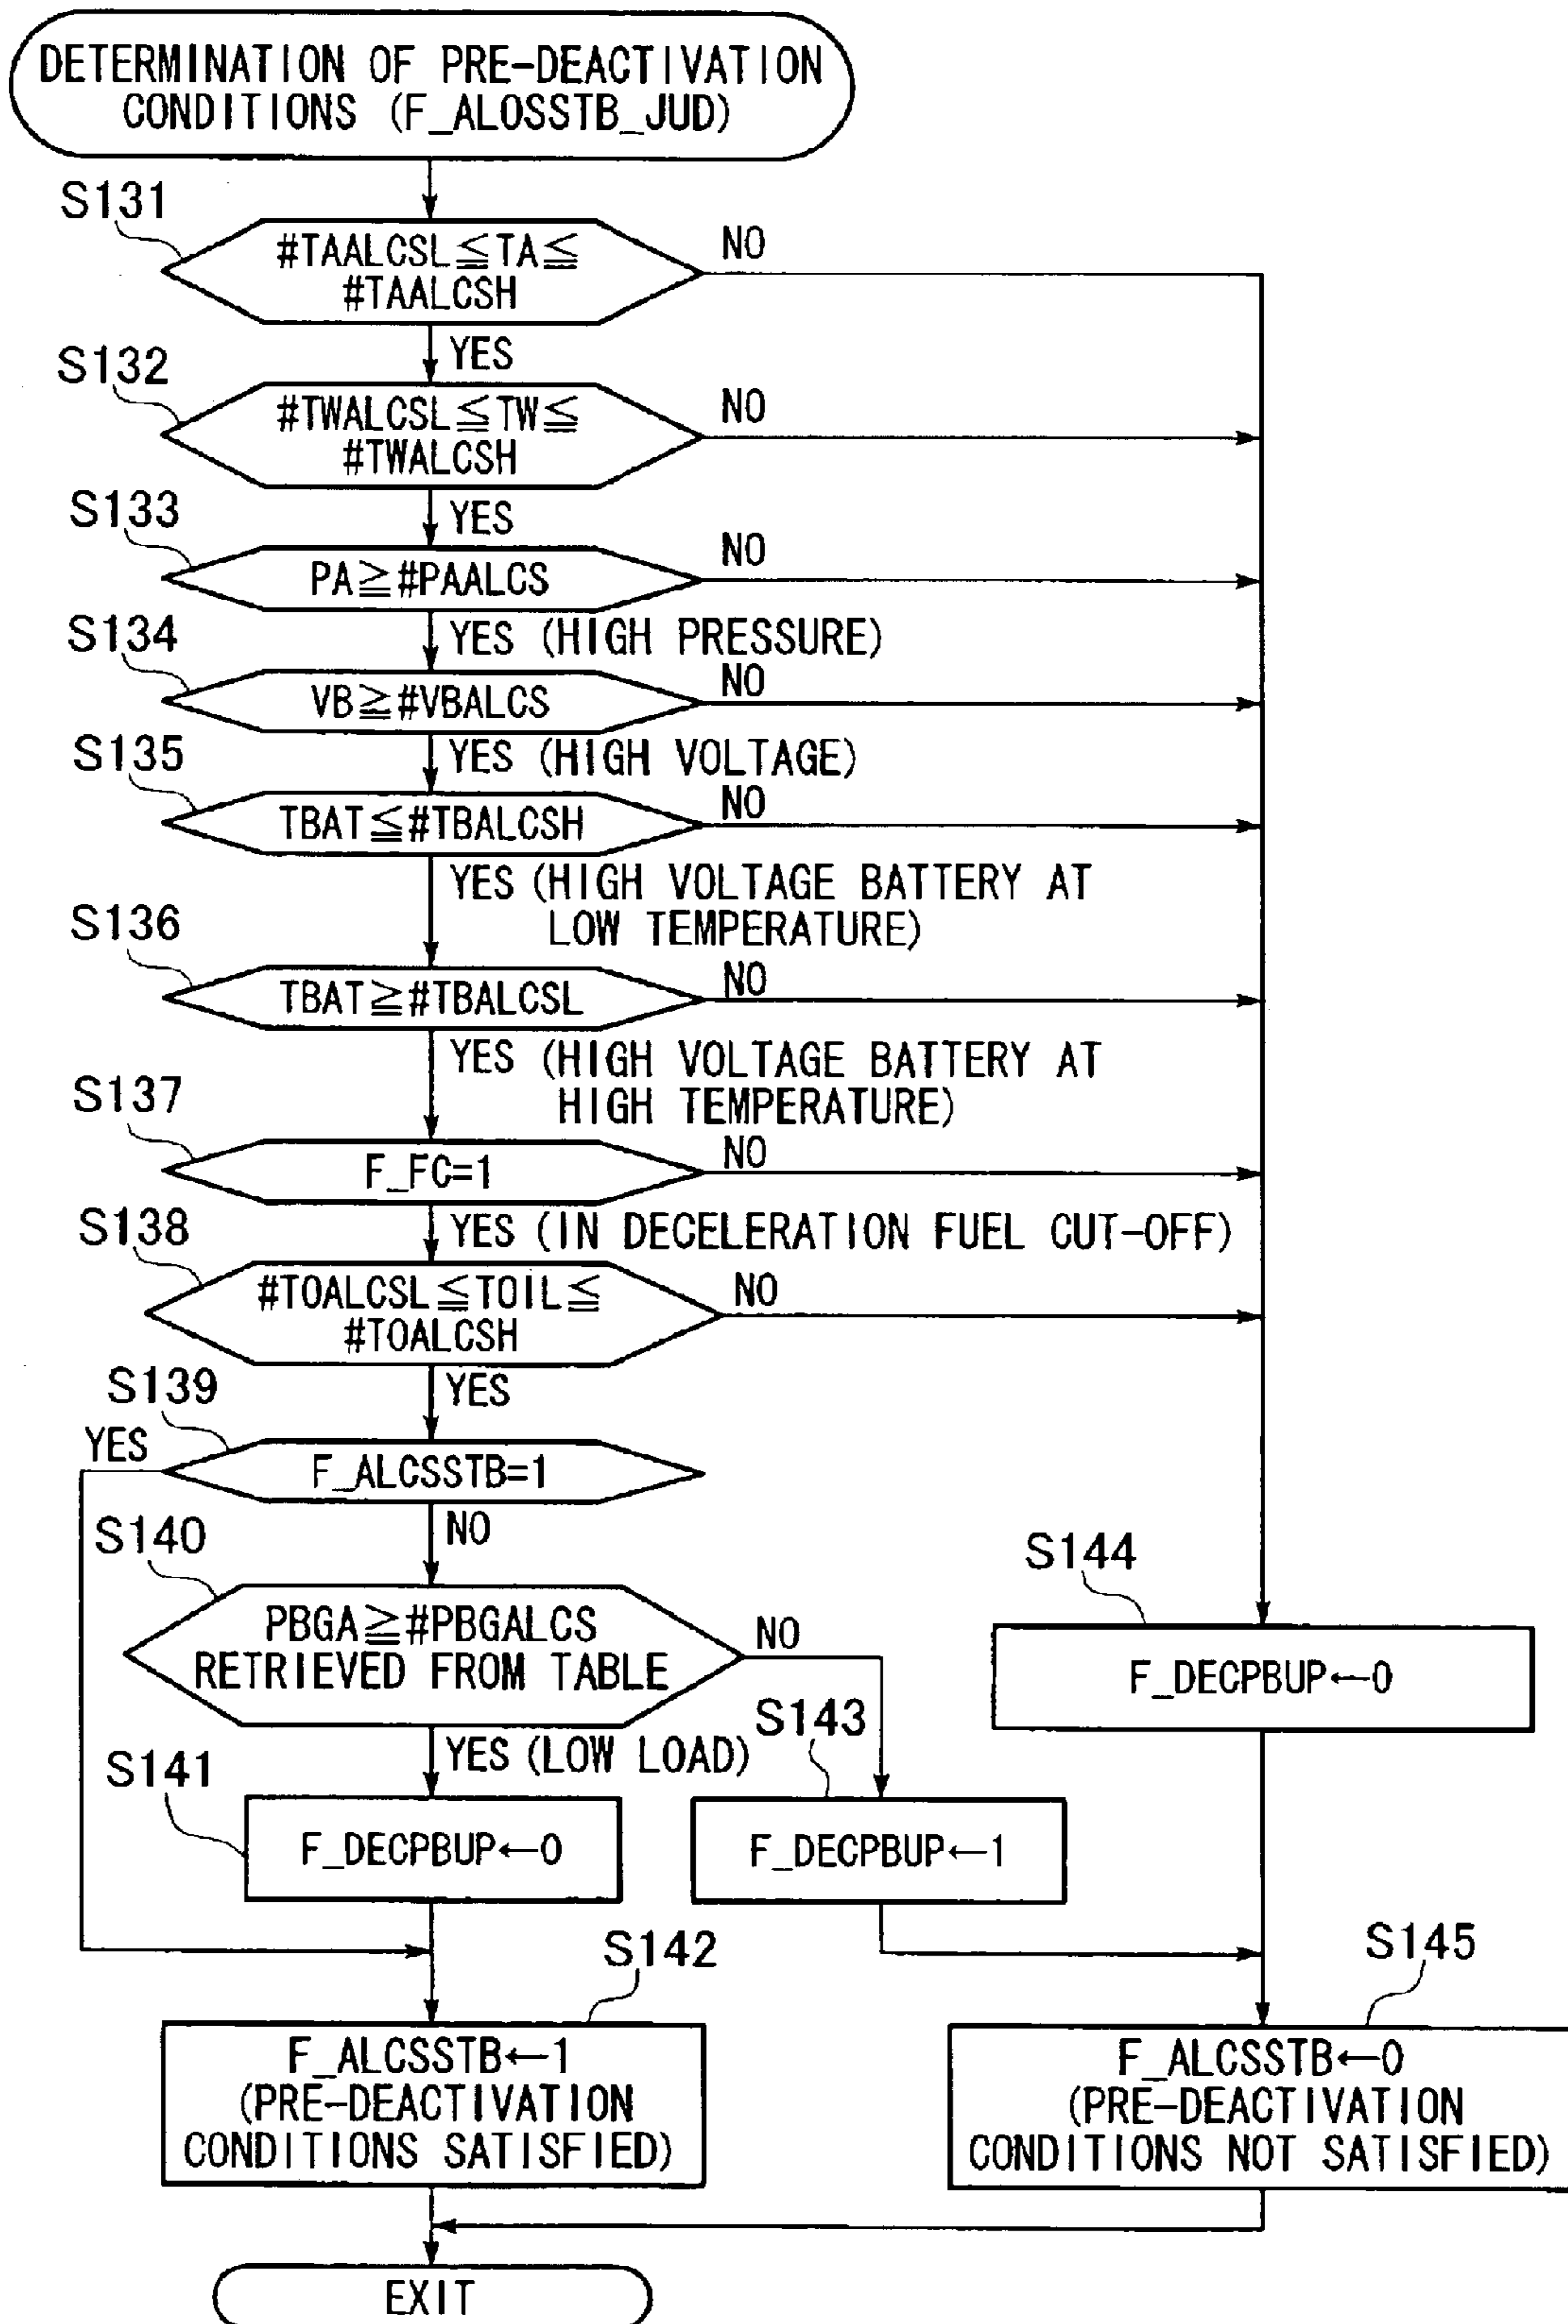 DETERMINATION OF PRE-DEACTIVATION
CONDITIONS (F_ALOSSTB_JUD)
S131
#TAALCSL≦TA≦
#TAALCSH
NO
YES
S132
#TWALCSL≦TW≦
#TWALCSH
NO
YES
S133
PA≧#PAALCS
NO
YES (HIGH PRESSURE)
S134
VB≧#VBALCS
NO
YES (HIGH VOLTAGE)
S135
TBAT≦#TBALCSH
NO
YES (HIGH VOLTAGE BATTERY AT
LOW TEMPERATURE)
S136
TBAT≧#TBALCSL
NO
YES (HIGH VOLTAGE BATTERY AT
HIGH TEMPERATURE)
S137
F_FC=1
NO
YES (IN DECELERATION FUEL CUT-OFF)
S138
#TOALCSL≦TOIL≦
#TOALCSH
NO
YES
S139
YES
F_ALCSSTB=1
NO
S140
PBGA≧#PBGALCS
RETRIEVED FROM TABLE
NO
YES (LOW LOAD)
S141
F_DECPBUP←0
S143
F_DECPBUP←1
S144
F_DECPBUP←0
S142
F_ALCSSTB←1
(PRE-DEACTIVATION
CONDITIONS SATISFIED)
S145
F_ALCSSTB←0
(PRE-DEACTIVATION
CONDITIONS NOT SATISFIED)
EXIT